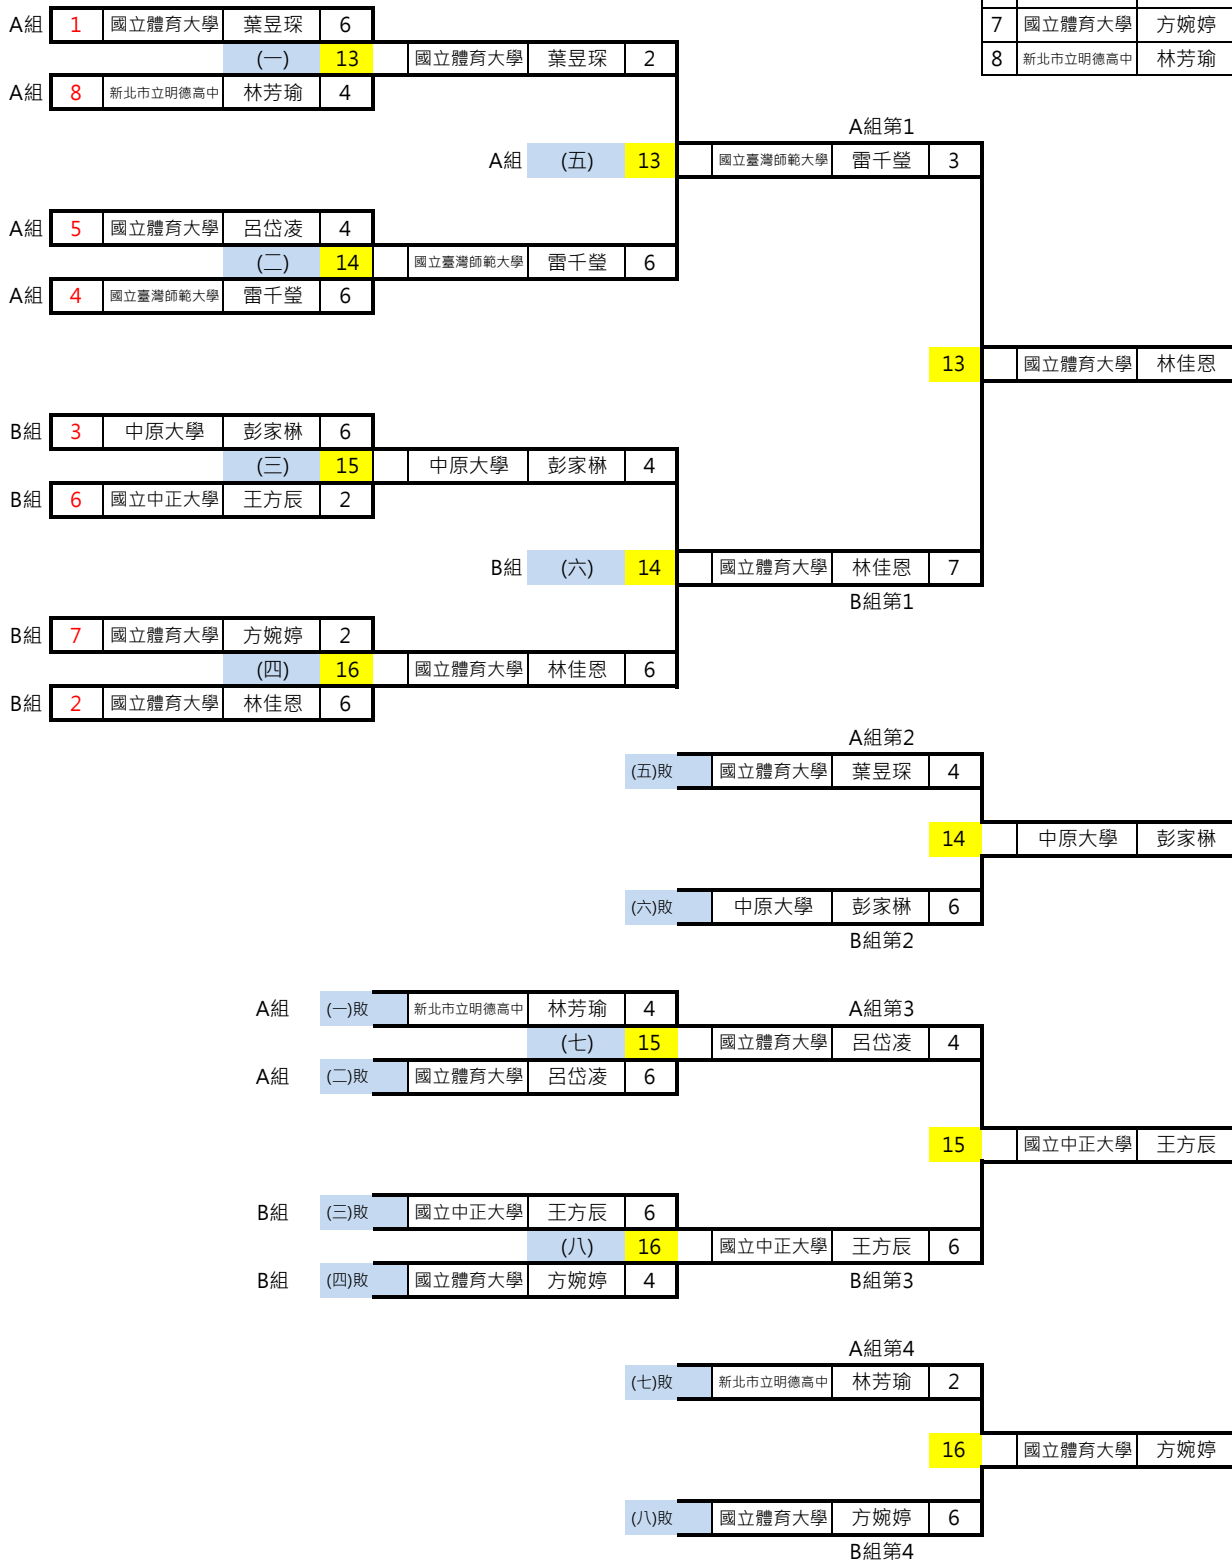 A組 1 國立體育大學 葉昱琛 6
7 國立體育大學 方婉婷
(一) 13 國立體育大學 葉昱琛 2
8 新北市立明德高中 林芳瑜
A組 8 新北市立明德高中 林芳瑜 4
A組第1
A組 (五) 13 國立臺灣師範大學 雷千瑩 3
A組 5 國立體育大學 呂岱凌 4
(二) 14 國立臺灣師範大學 雷千瑩 6
A組 4 國立臺灣師範大學 雷千瑩 6
13 國立體育大學 林佳恩
B組 3 中原大學 彭家楙 6
(三) 15 中原大學 彭家楙 4
B組 6 國立中正大學 王方辰 2
B組 (六) 14 國立體育大學 林佳恩 7
B組第1
B組 7 國立體育大學 方婉婷 2
(四) 16 國立體育大學 林佳恩 6
B組 2 國立體育大學 林佳恩 6
A組第2
(五)敗 國立體育大學 葉昱琛 4
14 中原大學 彭家楙
(六)敗 中原大學 彭家楙 6
B組第2
A組 (一)敗 新北市立明德高中 林芳瑜 4 A組第3
(七) 15 國立體育大學 呂岱凌 4
A組 (二)敗 國立體育大學 呂岱凌 6
15 國立中正大學 王方辰
B組 (三)敗 國立中正大學 王方辰 6
(八) 16 國立中正大學 王方辰 6
B組 (四)敗 國立體育大學 方婉婷 4 B組第3
A組第4
(七)敗 新北市立明德高中 林芳瑜 2
16 國立體育大學 方婉婷
(八)敗 國立體育大學 方婉婷 6
B組第4